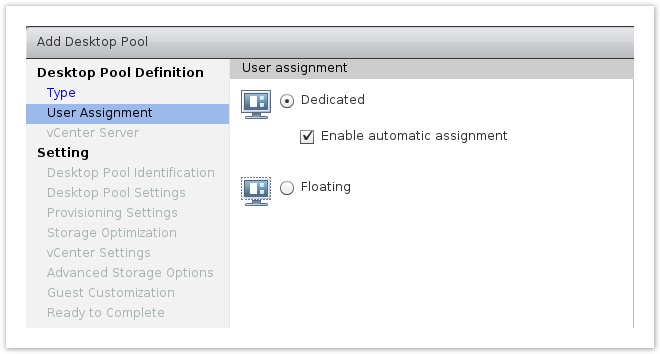 Add Desktop Pool
Desktop Pool Definition
Type
User Assignment
vCenter Server
Setting
Desktop Pool Identification
Desktop Pool Settings
Provisioning Settings
Storage Optimization
vCenter Settings
Advanced Storage Options
Guest Customization
Ready to Complete
User assignment
Dedicated
Enable automatic assignment
Floating